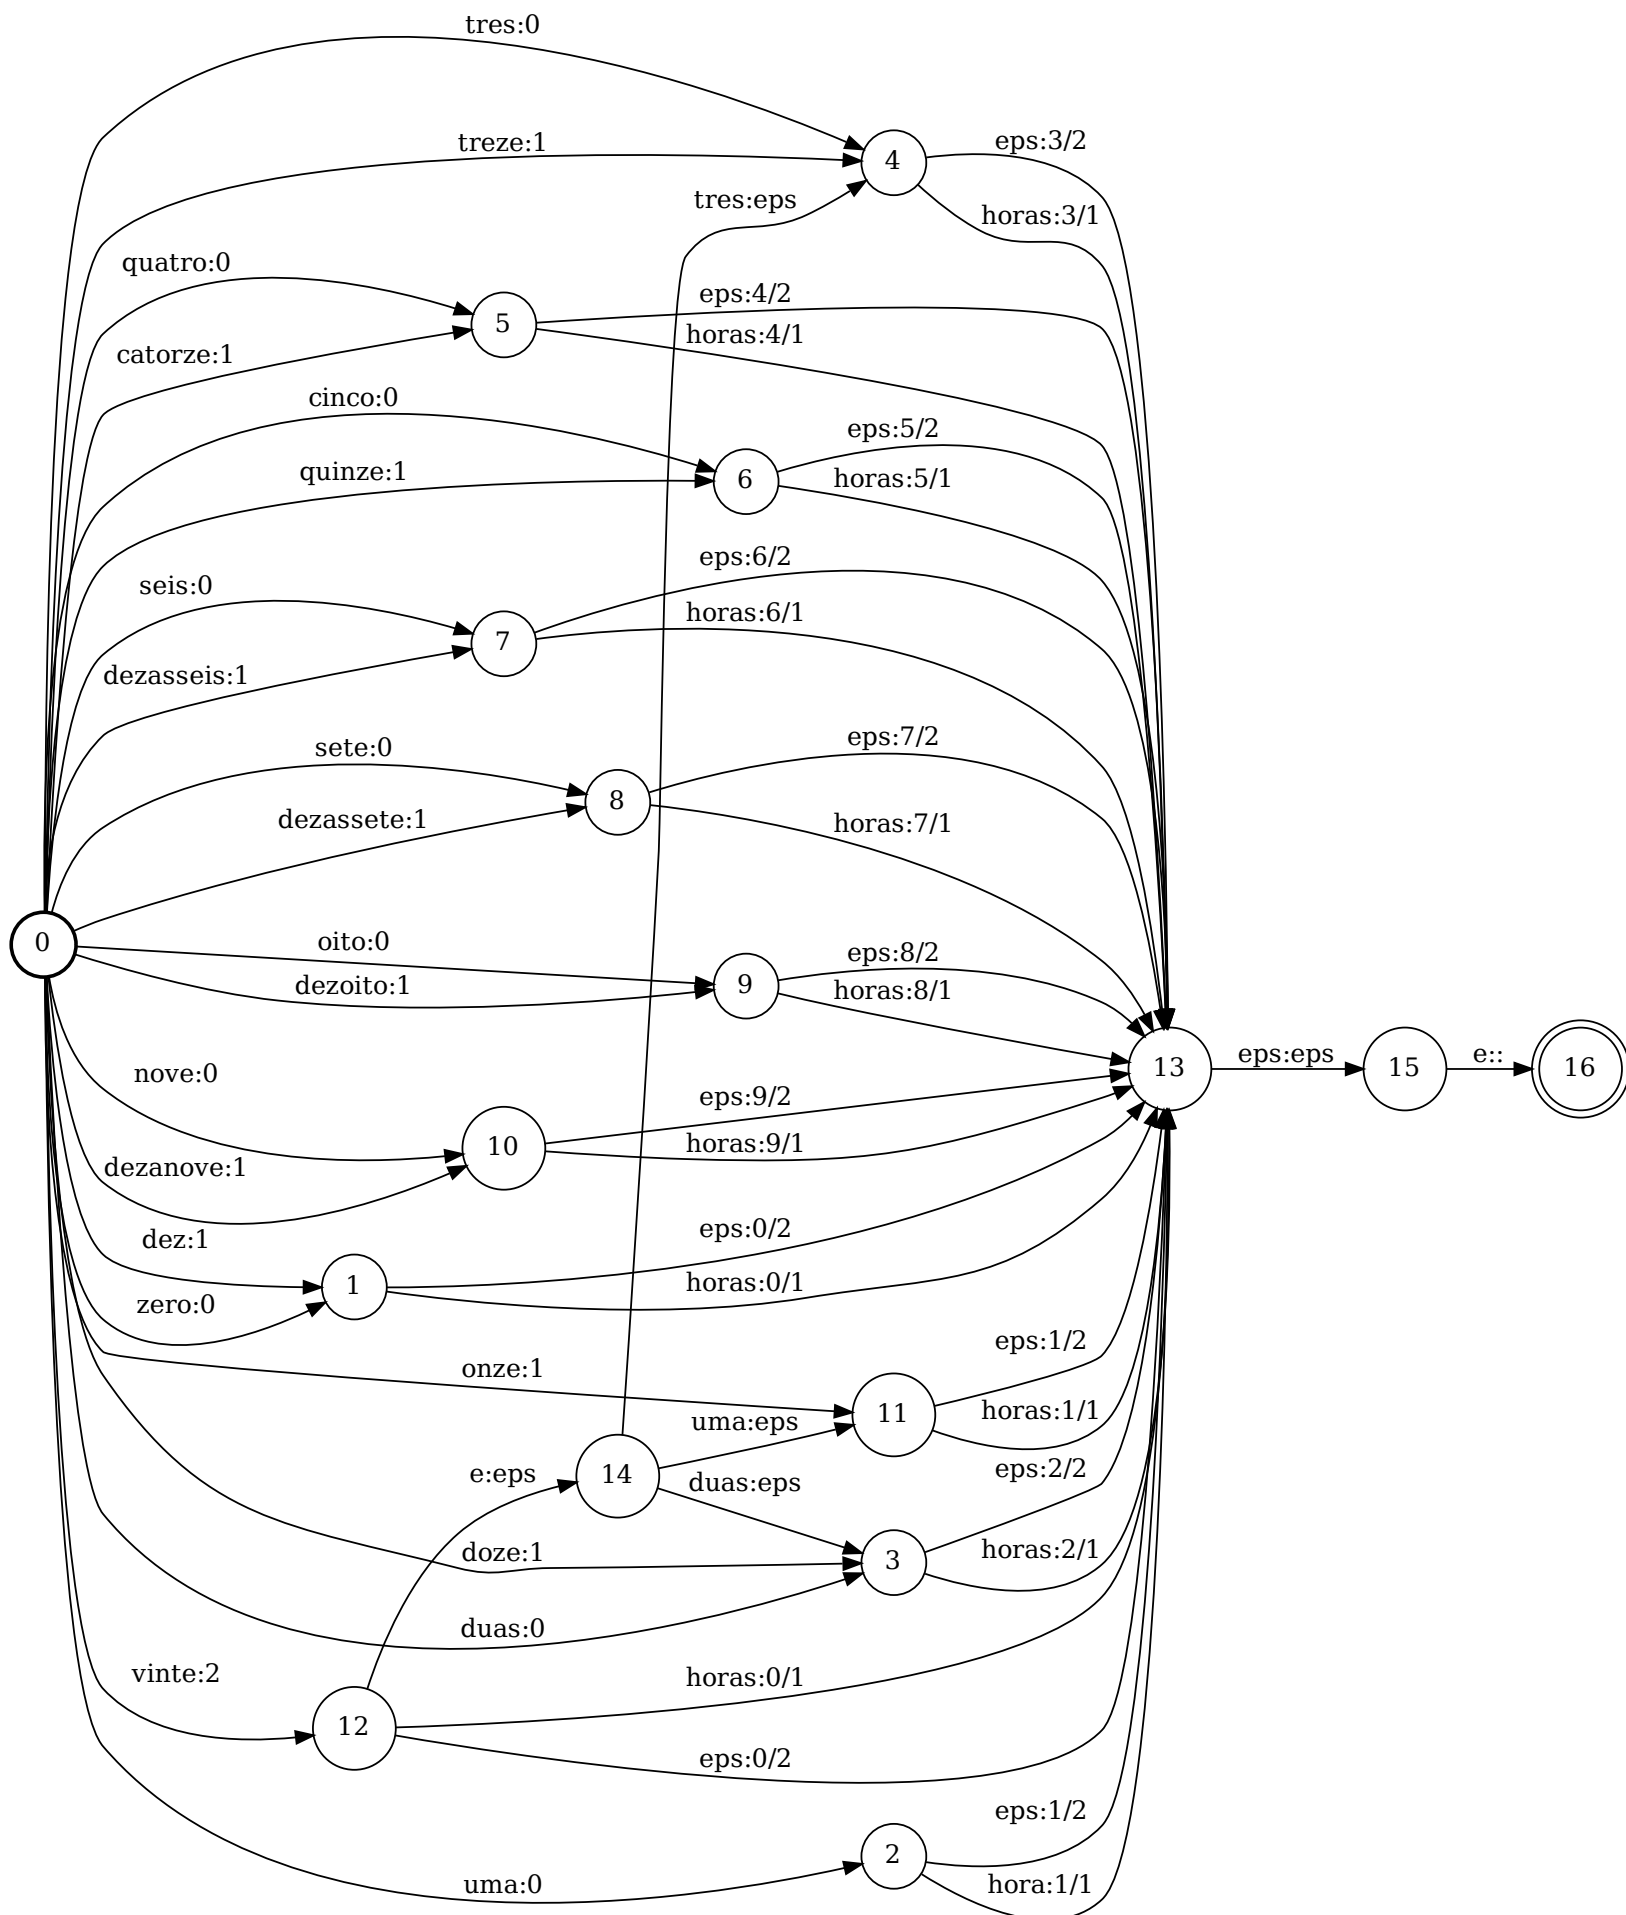 tres:0
treze:1
4
eps:3/2
tres:eps
horas:3/1
quatro:0
5
eps:4/2
catorze:1
horas:4/1
cinco:0
6
eps:5/2
quinze:1
horas:5/1
seis:0
7
eps:6/2
dezasseis:1
horas:6/1
sete:0
8
eps:7/2
dezassete:1
horas:7/1
0
oito:0
9
eps:8/2
dezoito:1
horas:8/1
13
eps:eps
15
e::
16
nove:0
10
eps:9/2
dezanove:1
horas:9/1
dez:1
eps:0/2
zero:0
1
horas:0/1
onze:1
11
eps:1/2
uma:eps
horas:1/1
e:eps
14
duas:eps
eps:2/2
doze:1
3
horas:2/1
duas:0
vinte:2
12
horas:0/1
eps:0/2
eps:1/2
uma:0
2
hora:1/1